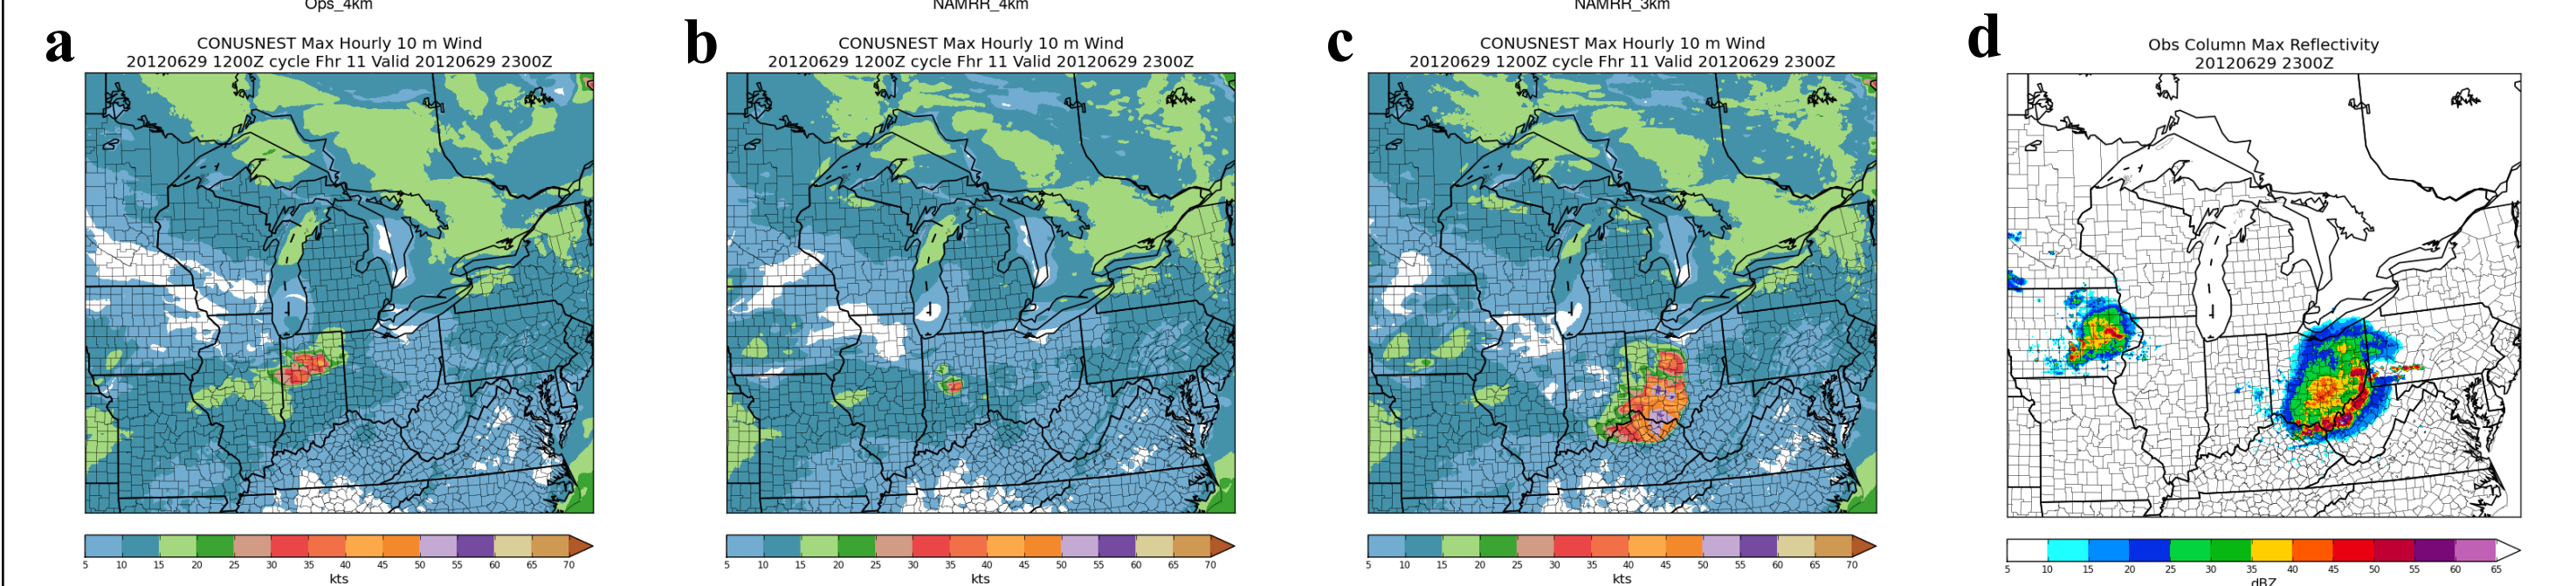 Ops_4km
NAMRR_4km
NAMRR_3km
a
CONUSNEST Max Hourly 10 m Wind
20120629 1200Z cycle Fhr 11 Valid 20120629 2300Z
5 10 15 20 25 30 35 40 45 50 55 60 65 70
kts
b
CONUSNEST Max Hourly 10 m Wind
20120629 1200Z cycle Fhr 11 Valid 20120629 2300Z
5 10 15 20 25 30 35 40 45 50 55 60 65 70
kts
c
CONUSNEST Max Hourly 10 m Wind
20120629 1200Z cycle Fhr 11 Valid 20120629 2300Z
5 10 15 20 25 30 35 40 45 50 55 60 65 70
kts
d
Obs Column Max Reflectivity
20120629 2300Z
5 10 15 20 25 30 35 40 45 50 55 60 65
dBZ